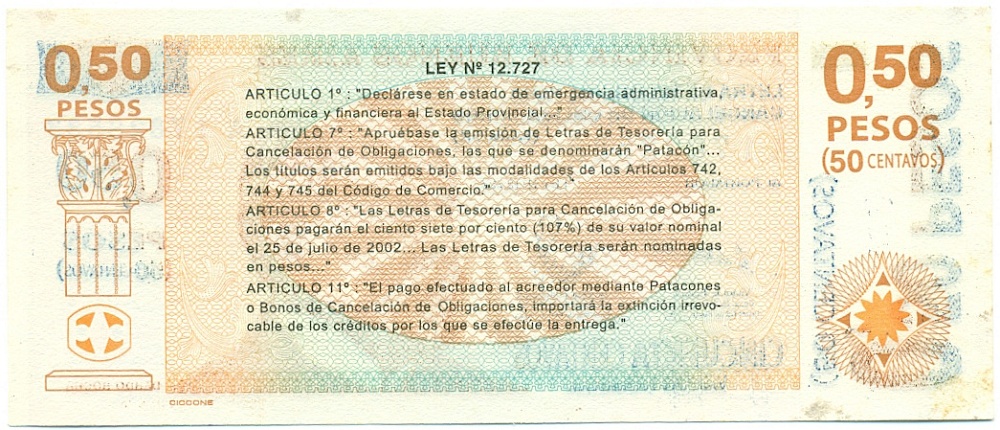 0,50
PESOS
LEY Nº 12.727
ARTICULO 1º : "Declárese en estado de emergencia administrativa,
económica y financiera al Estado Provincial..."
ARTICULO 7º : "Apruébase la emisión de Letras de Tesorería para
Cancelación de Obligaciones, las que se denominarán "Patacón"...
Los títulos serán emitidos bajo las modalidades de los Artículos 742,
744 y 745 del Código de Comercio."
ARTICULO 8º : "Las Letras de Tesorería para Cancelación de Obliga-
ciones pagarán el ciento siete por ciento (107%) de su valor nominal
el 25 de julio de 2002... Las Letras de Tesorería serán nominadas
en pesos..."
ARTICULO 11º : "El pago efectuado al acreedor mediante Patacones
o Bonos de Cancelación de Obligaciones, importará la extinción irrevo-
cable de los créditos por los que se efectúe la entrega."
0,50
PESOS
(50 CENTAVOS)
CICCONE